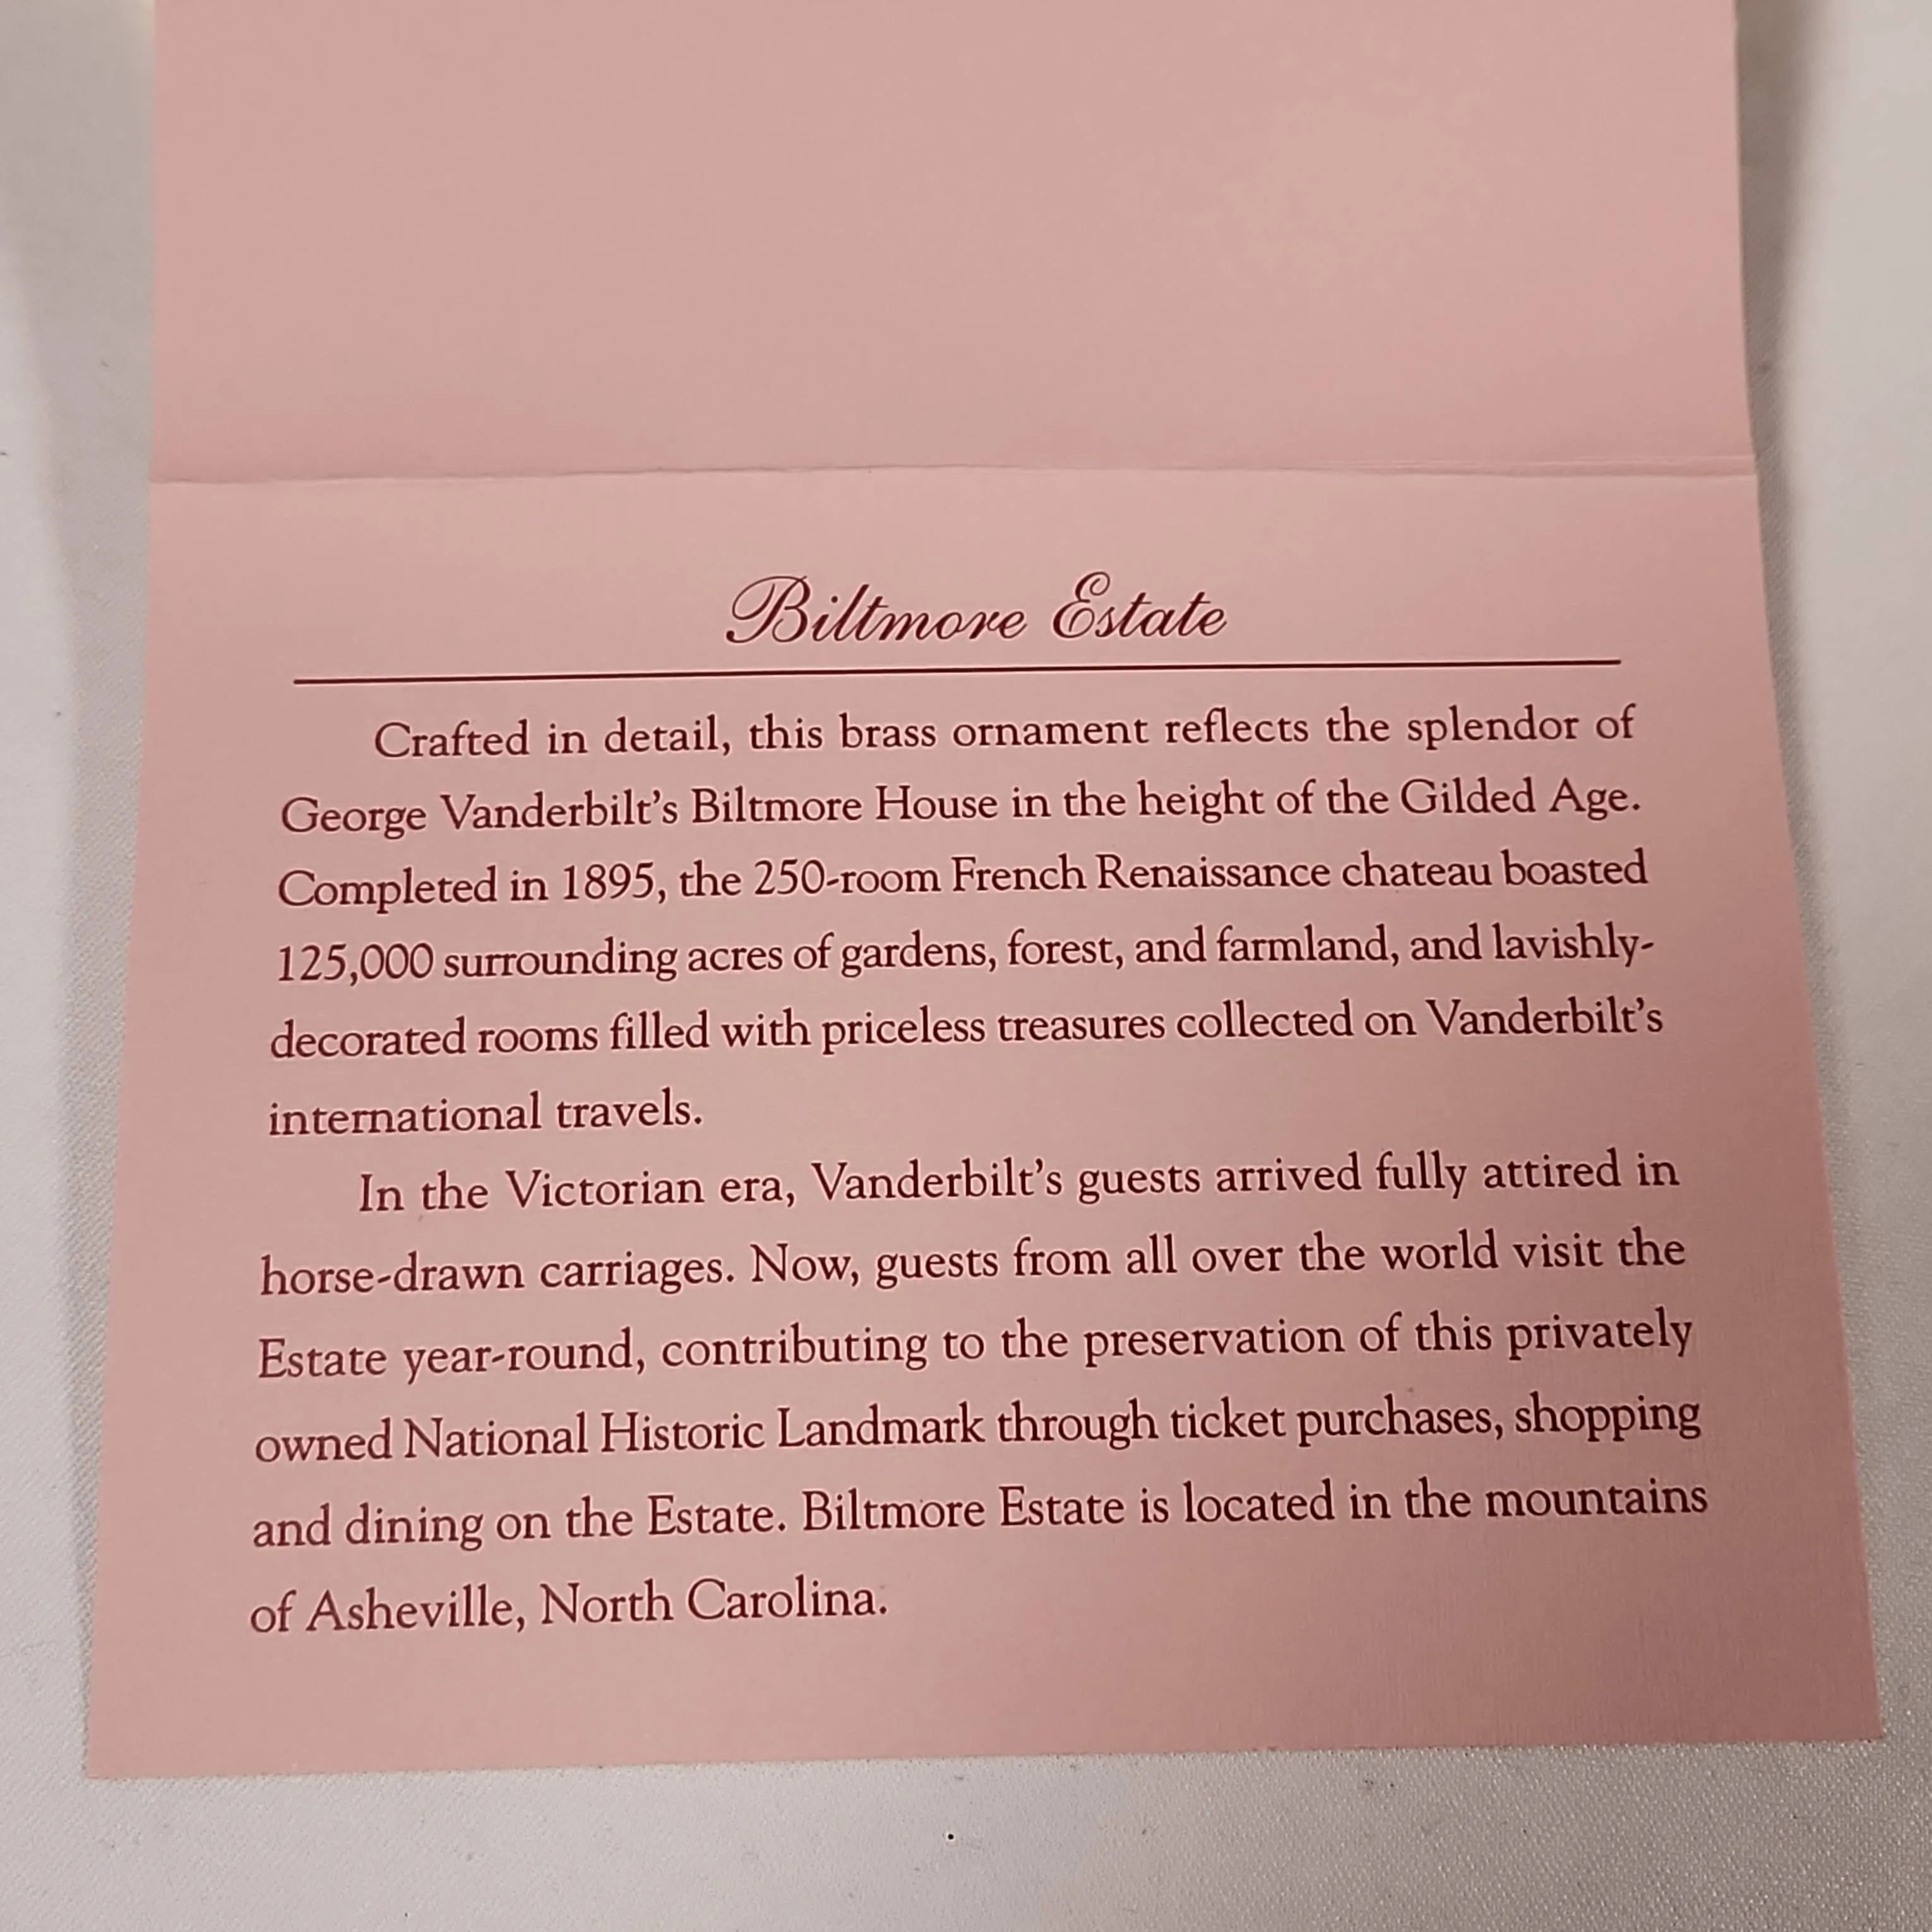 Biltmore Estate
Crafted in detail, this brass ornament reflects the splendor of
George Vanderbilt's Biltmore House in the height of the Gilded Age.
Completed in 1895, the 250-room French Renaissance chateau boasted
125,000 surrounding acres of gardens, forest, and farmland, and lavishly-
decorated rooms filled with priceless treasures collected on Vanderbilt's
international travels.
In the Victorian era, Vanderbilt's guests arrived fully attired in
horse-drawn carriages. Now, guests from all over the world visit the
Estate year-round, contributing to the preservation of this privately
owned National Historic Landmark through ticket purchases, shopping
and dining on the Estate. Biltmore Estate is located in the mountains
of Asheville, North Carolina.